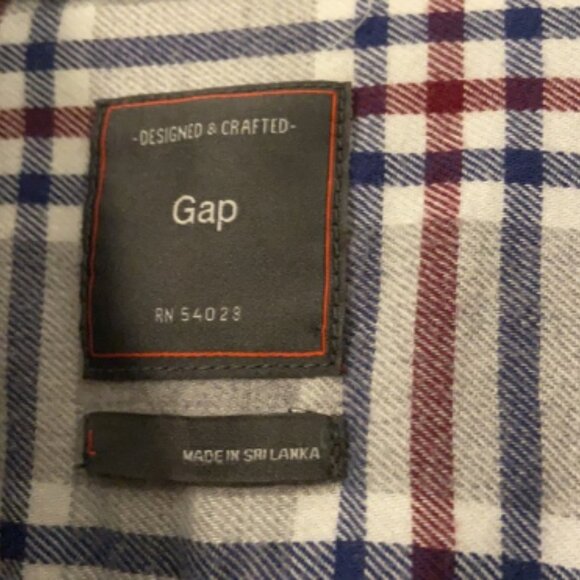 -DESIGNED & CRAFTED-
Gap
RN 54023
L
MADE IN SRI LANKA